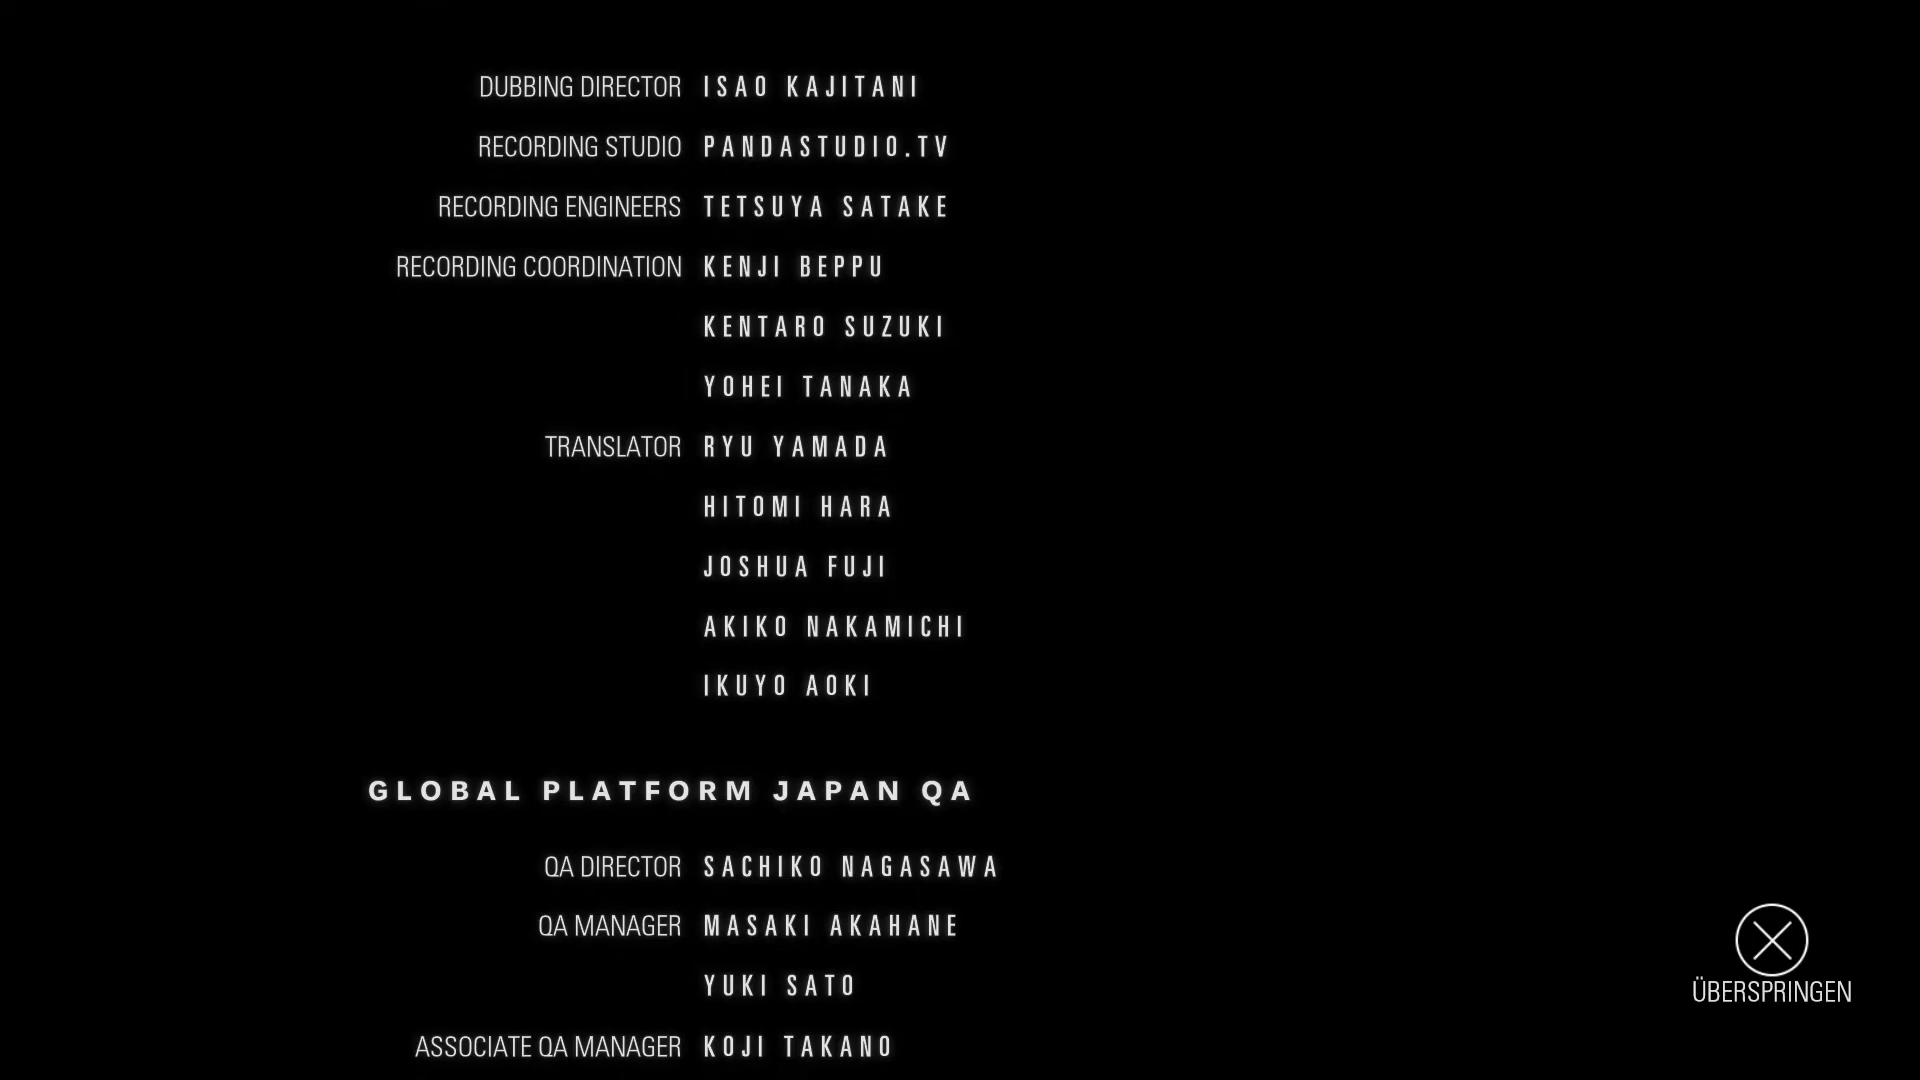 DUBBING DIRECTOR ISAO KAJITANI
RECORDING STUDIO PANDASTUDIO.TV
RECORDING ENGINEERS TETSUYA SATAKE
RECORDING COORDINATION KENJI BEPPU
KENTARO SUZUKI
YOHEI TANAKA
TRANSLATOR RYU YAMADA
HITOMI HARA
JOSHUA FUJI
AKIKO NAKAMICHI
IKUYO AOKI
GLOBAL PLATFORM JAPAN QA
QA DIRECTOR SACHIKO NAGASAWA
QA MANAGER MASAKI AKAHANE
YUKI SATO
ASSOCIATE QA MANAGER KOJI TAKANO
ÜBERSPRINGEN